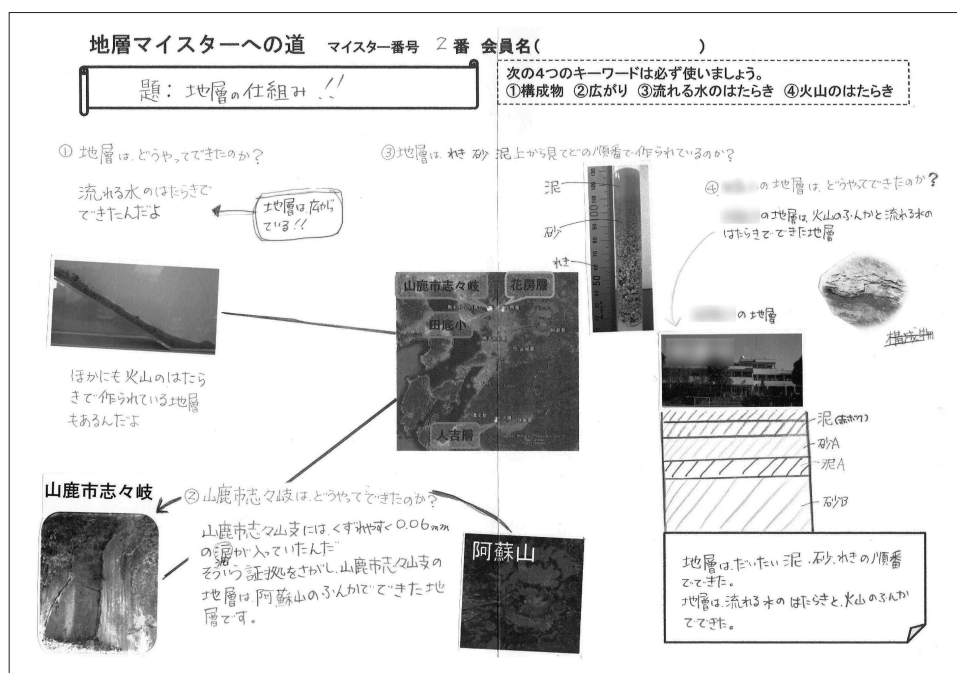 地層マイスターへの道 マイスター番号 2番 会員名( )
題: 地層の仕組み!!
次の4つのキーワードは必ず使いましょう。
①構成物 ②広がり ③流れる水のはたらき ④火山のはたらき
① 地層は、どうやってできたのか?
流れる水のはたらきで
できたんだよ
地層は、広がっ
ている!!
ほかにも火山のはたら
きで作られている地層
もあるんだよ
山鹿市志々岐
②山鹿市志々岐は、どうやってできたのか?
山鹿市志々山支には、くずれやすく0.06mm
の泥が入っていたんだ
そういう証拠をさがし、山鹿市志々山支の
地層は阿蘇山のふんかでできた地
層です。
阿蘇山
③地層は、れき 砂 泥上から見てどの順番で作られているのか?
泥
砂
れき
山鹿市志々岐
花房層
田底小
人吉層
④ の地層は、どうやってできたのか?
の地層は、火山のふんかと流れる水の
はたらきでできた地層
構成物
の地層
泥
砂A
泥A
砂B
地層は、だいたい泥、砂、れきの順番
でできた。
地層は、流れる水のはたらきと、火山のふんか
でできた。